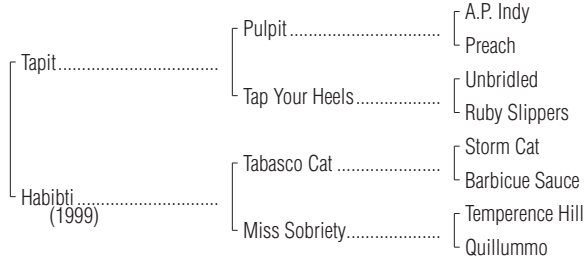 A.P. Indy
Pulpit
Preach
Tapit
Unbridled
Tap Your Heels
Ruby Slippers
Storm Cat
Tabasco Cat
Barbicue Sauce
Habibti
(1999)
Temperence Hill
Miss Sobriety
Quillummo